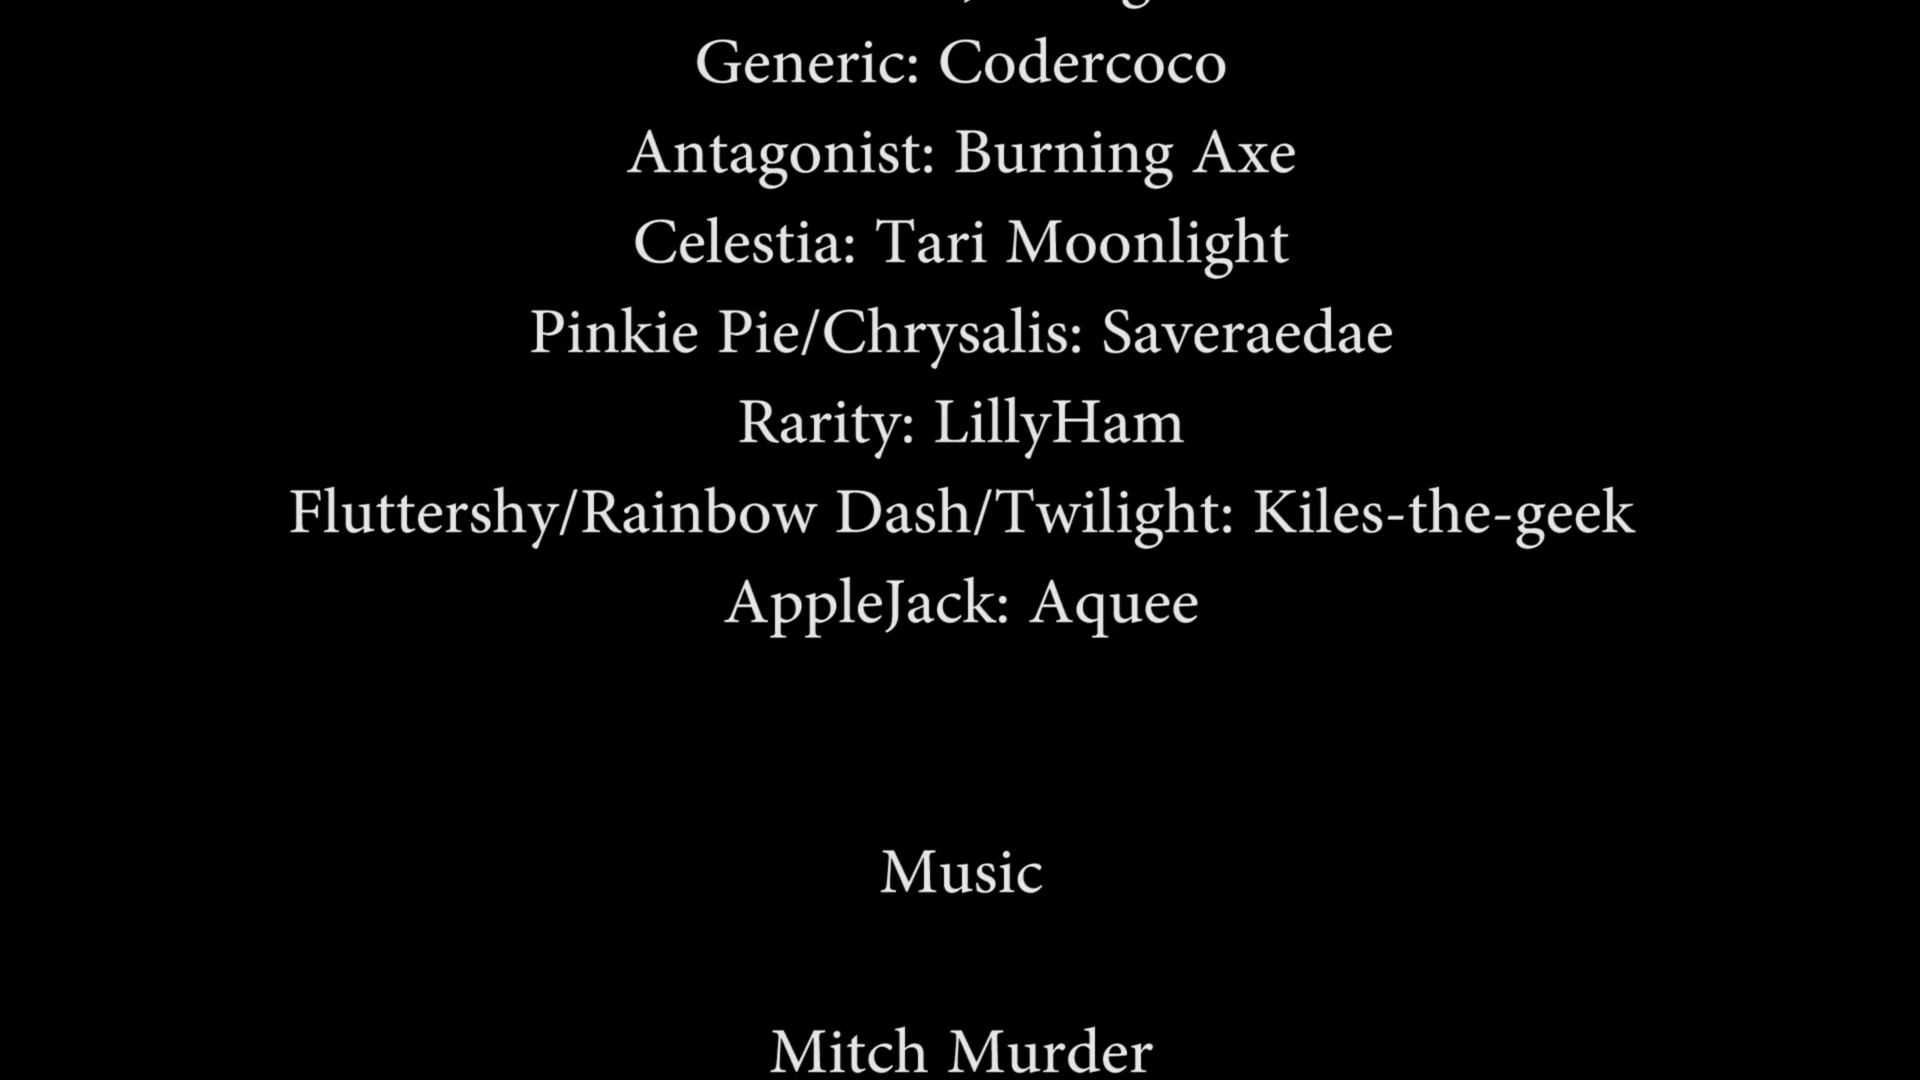 Generic: Codercoco
Antagonist: Burning Axe
Celestia: Tari Moonlight
Pinkie Pie/Chrysalis: Saveraedae
Rarity: LillyHam
Fluttershy/Rainbow Dash/Twilight: Kiles-the-geek
AppleJack: Aquee
Music
Mitch Murder